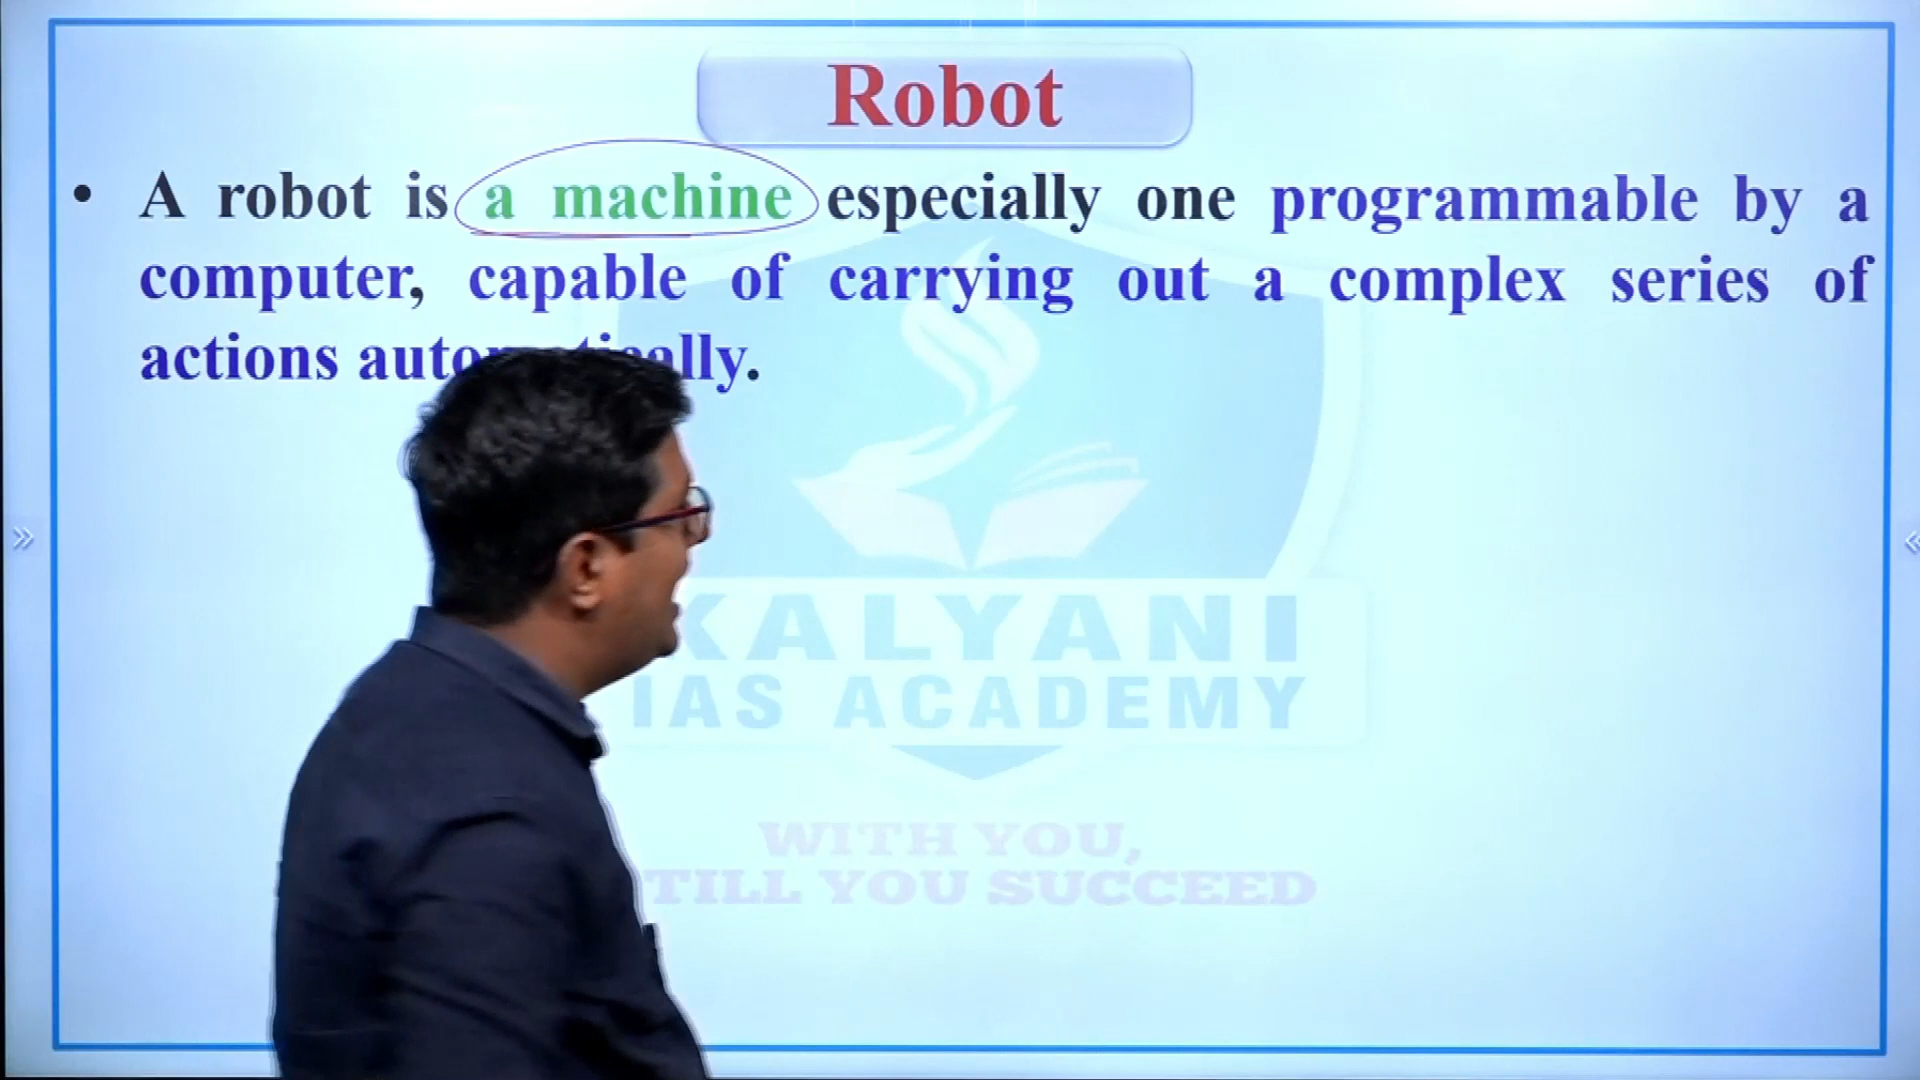 Robot
• A robot is a machine especially one programmable by a
computer, capable of carrying out a complex series of
actions automatically.
KALYANI
IAS ACADEMY
WITH YOU,
TILL YOU SUCCEED